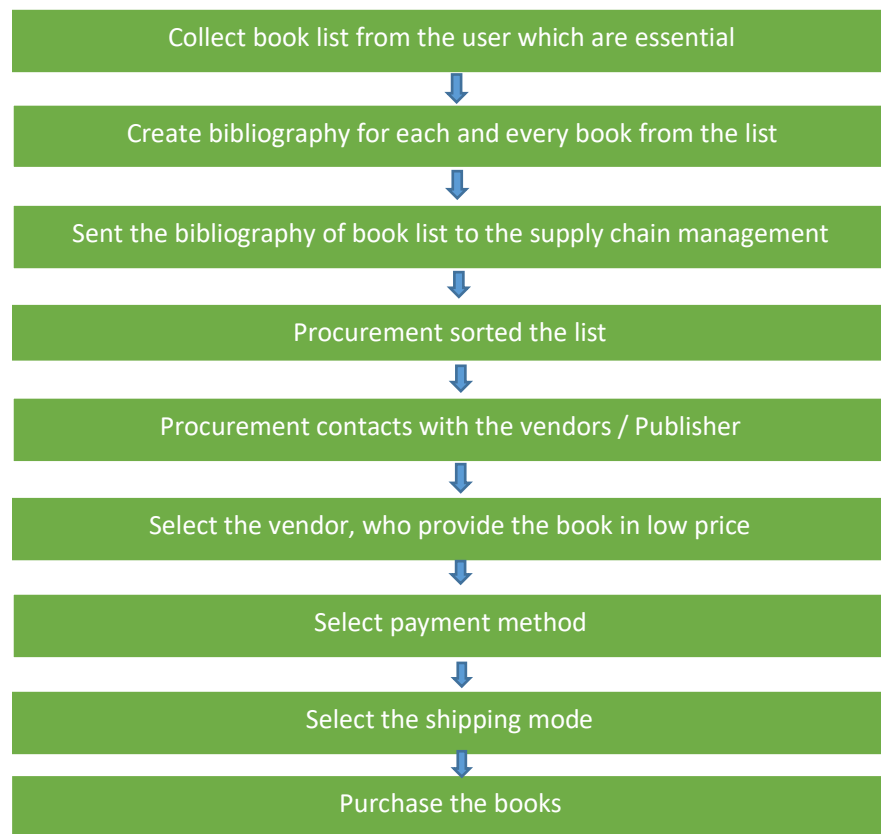 Collect book list from the user which are essential
Create bibliography for each and every book from the list
Sent the bibliography of book list to the supply chain management
Procurement sorted the list
Procurement contacts with the vendors / Publisher
Select the vendor, who provide the book in low price
Select payment method
Select the shipping mode
Purchase the books